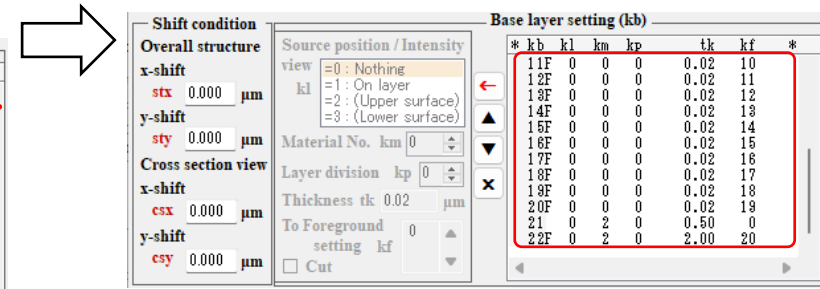 Shift condition
Overall structure
x-shift
stx 0.000 μm
y-shift
sty 0.000 μm
Cross section view
x-shift
csx 0.000 μm
y-shift
csy 0.000 μm
Base layer setting (kb)
Source position / Intensity
view
kl
=0 : Nothing
=1 : On layer
=2 : (Upper surface)
=3 : (Lower surface)
Material No. km 0
Layer division kp 0
Thickness tk 0.02 μm
To Foreground
setting kf 0
Cut
* kb kl km kp tk kf *
11F 0 0 0 0.02 10
12F 0 0 0 0.02 11
13F 0 0 0 0.02 12
14F 0 0 0 0.02 13
15F 0 0 0 0.02 14
16F 0 0 0 0.02 15
17F 0 0 0 0.02 16
18F 0 0 0 0.02 17
19F 0 0 0 0.02 18
20F 0 0 0 0.02 19
21 0 2 0 0.50 0
22F 0 2 0 2.00 20